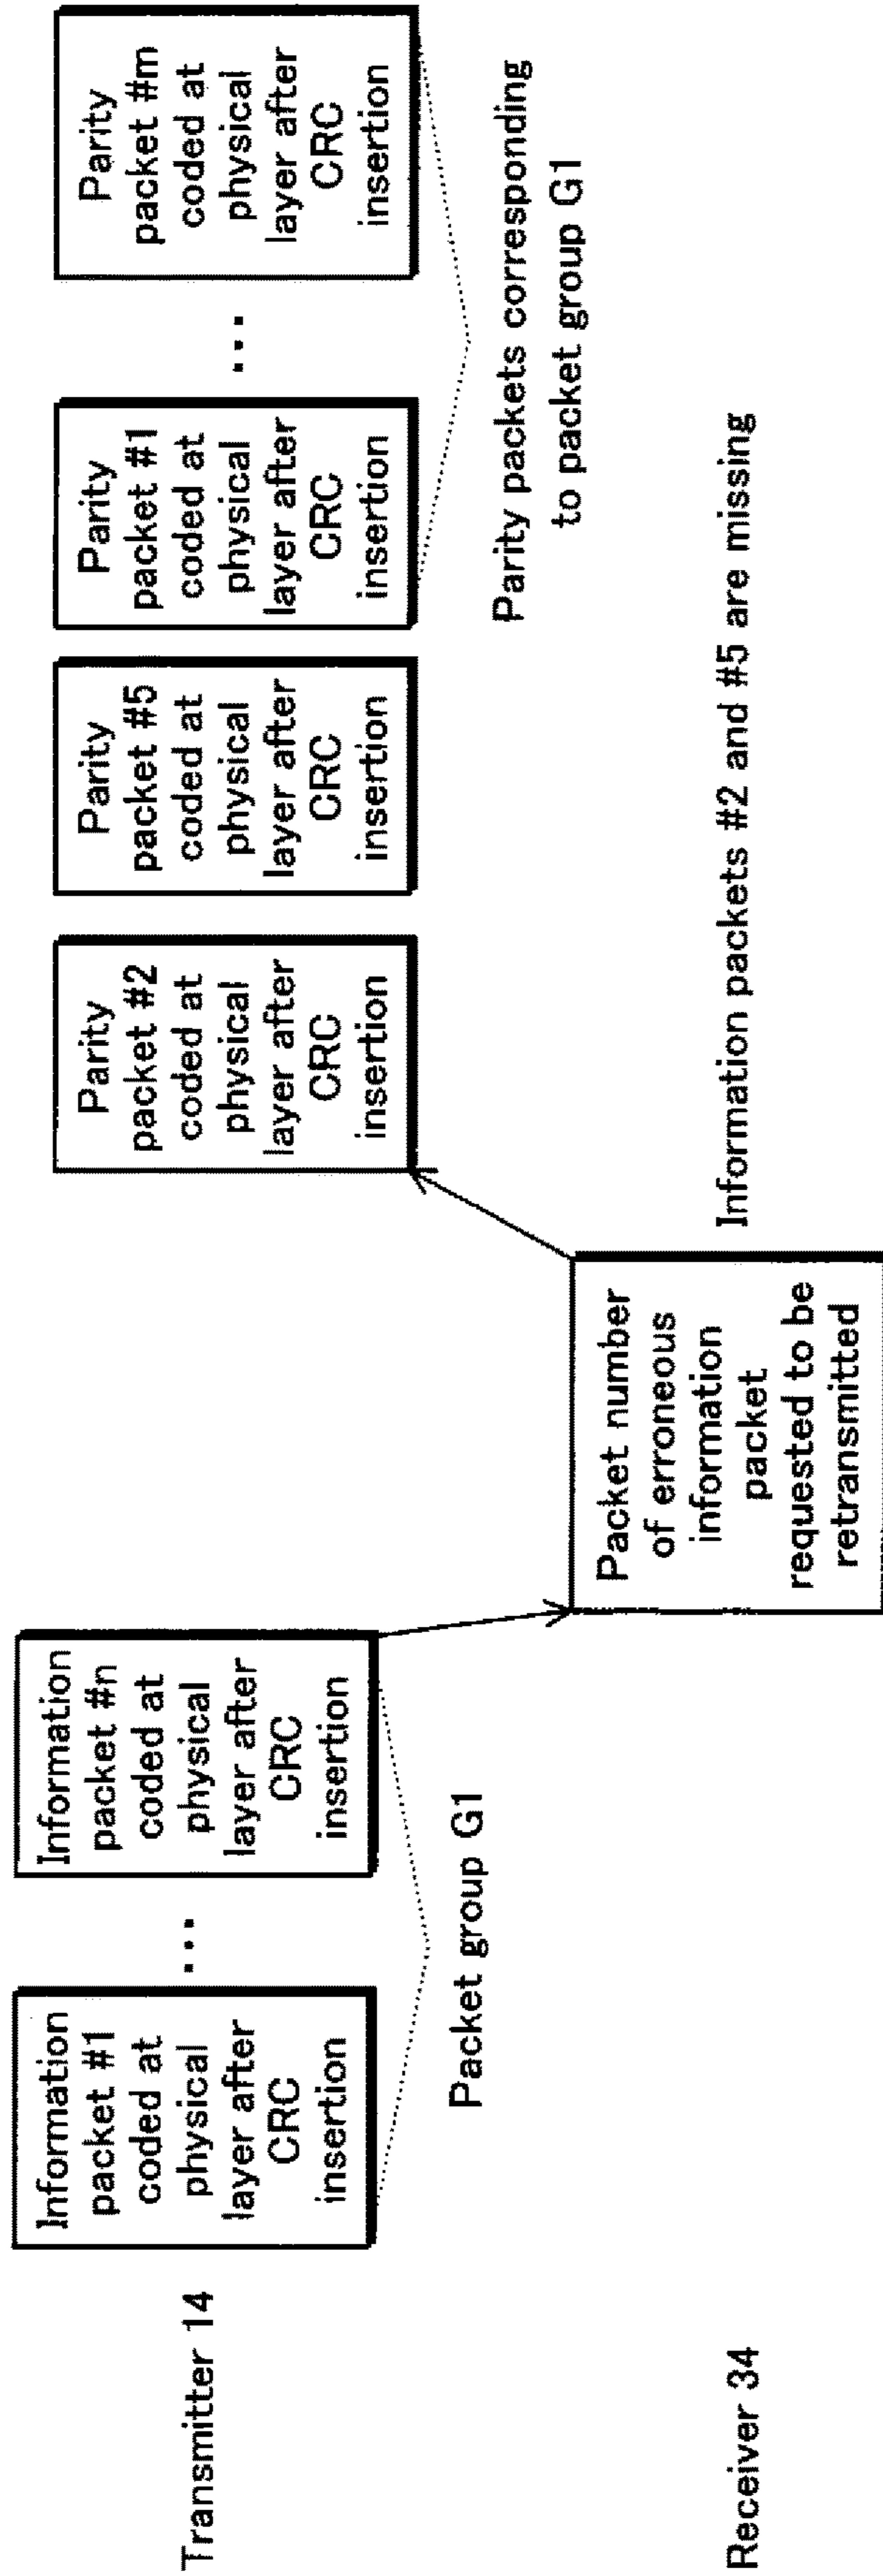 Transmitter 14
Information
packet #1
coded at
physical
layer after
CRC
insertion
...
Information
packet #n
coded at
physical
layer after
CRC
insertion
Packet group G1
Parity
packet #2
coded at
physical
layer after
CRC
insertion
Parity
packet #5
coded at
physical
layer after
CRC
insertion
Parity
packet #1
coded at
physical
layer after
CRC
insertion
...
Parity
packet #m
coded at
physical
layer after
CRC
insertion
Parity packets corresponding
to packet group G1
Receiver 34
Packet number
of erroneous
information
packet
requested to be
retransmitted
Information packets #2 and #5 are missing